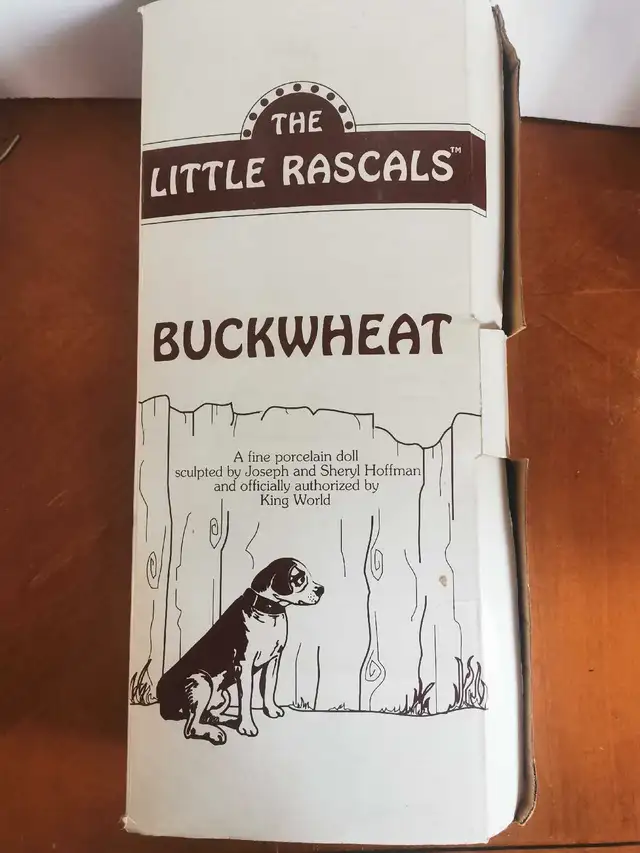 THE
LITTLE RASCALS™
BUCKWHEAT
A fine porcelain doll
sculpted by Joseph and Sheryl Hoffman
and officially authorized by
King World